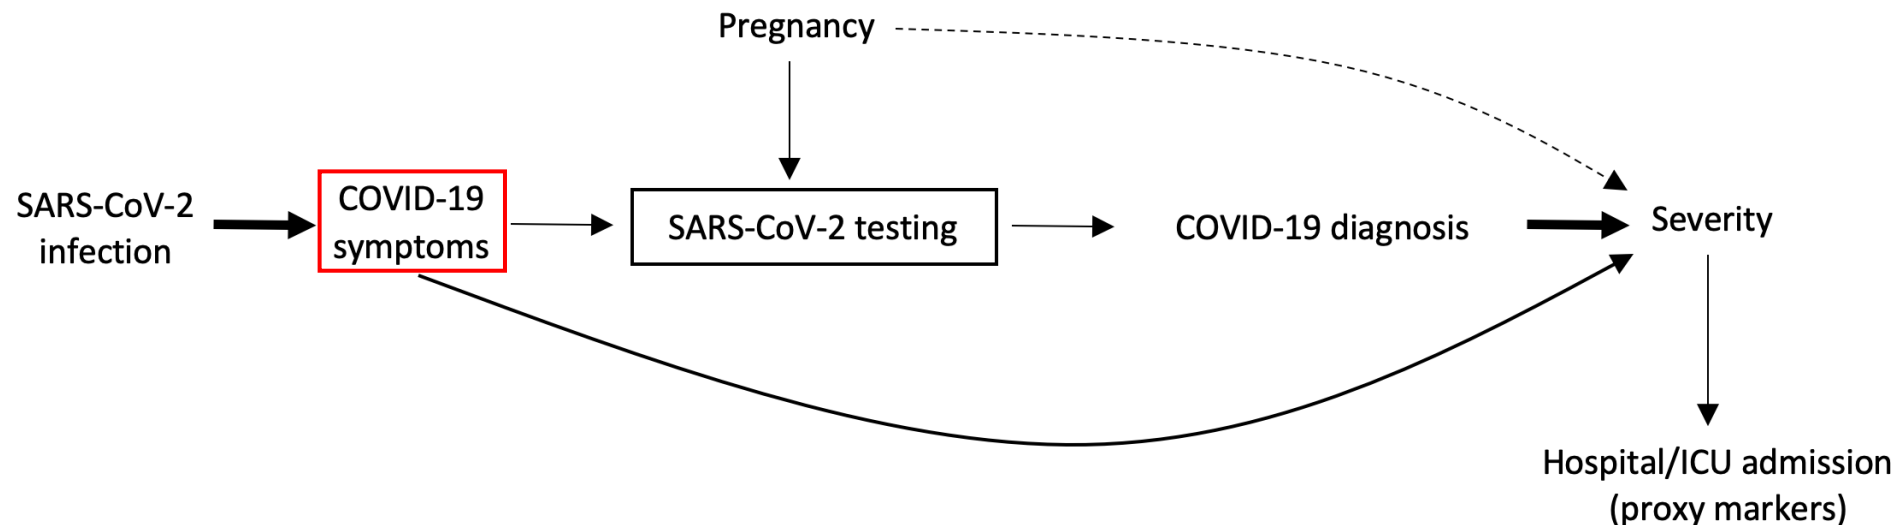 Pregnancy
SARS-CoV-2
infection
COVID-19
symptoms
SARS-CoV-2 testing
COVID-19 diagnosis
Severity
Hospital/ICU admission
(proxy markers)